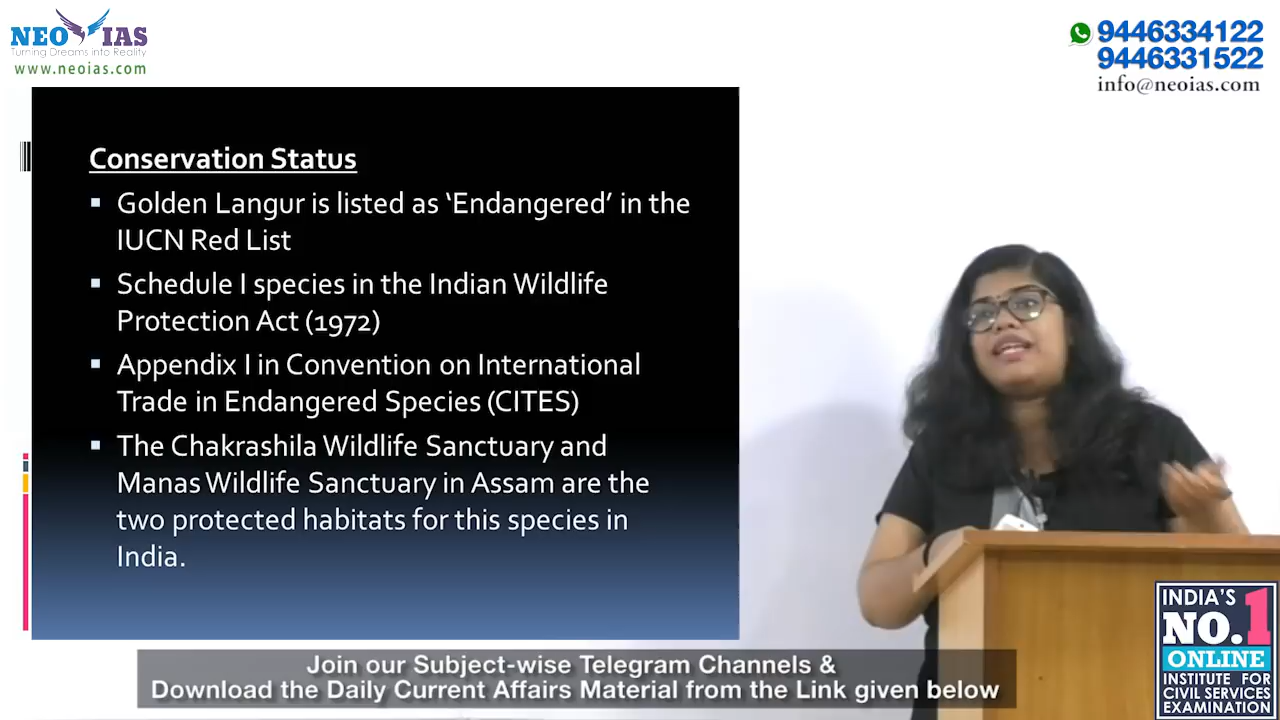 NEO IAS
Turning Dreams into Reality
www.neoias.com
9446334122
9446331522
info@neoias.com
Conservation Status
Golden Langur is listed as ‘Endangered’ in the
IUCN Red List
Schedule I species in the Indian Wildlife
Protection Act (1972)
Appendix I in Convention on International
Trade in Endangered Species (CITES)
The Chakrashila Wildlife Sanctuary and
Manas Wildlife Sanctuary in Assam are the
two protected habitats for this species in
India.
INDIA'S
NO.1
ONLINE
INSTITUTE FOR
CIVIL SERVICES
EXAMINATION
Join our Subject-wise Telegram Channels &
Download the Daily Current Affairs Material from the Link given below